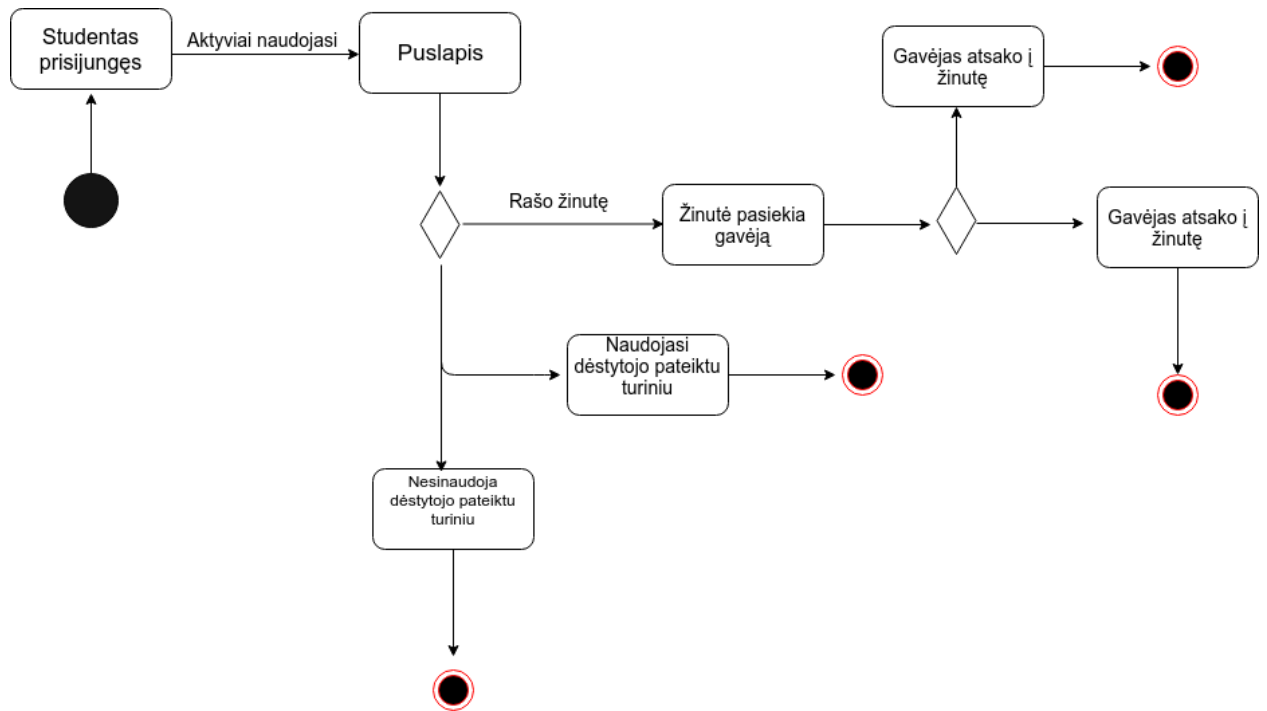 Studentas
prisijungęs
Aktyviai naudojasi
Puslapis
Gavėjas atsako į
žinutę
Rašo žinutę
Žinutė pasiekia
gavėją
Gavėjas atsako į
žinutę
Naudojasi
dėstytojo pateiktu
turiniu
Nesinaudoja
dėstytojo pateiktu
turiniu